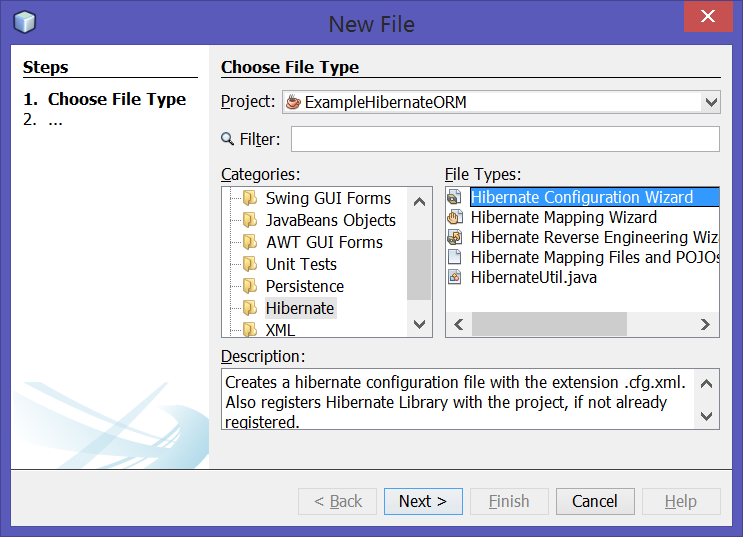 New File
Steps
1. Choose File Type
2. ...
Choose File Type
Project: ExampleHibernateORM
Filter:
Categories:
Swing GUI Forms
JavaBeans Objects
AWT GUI Forms
Unit Tests
Persistence
Hibernate
XML
File Types:
Hibernate Configuration Wizard
Hibernate Mapping Wizard
Hibernate Reverse Engineering Wiz
Hibernate Mapping Files and POJOs
HibernateUtil.java
Description:
Creates a hibernate configuration file with the extension .cfg.xml.
Also registers Hibernate Library with the project, if not already
registered.
< Back Next > Finish Cancel Help